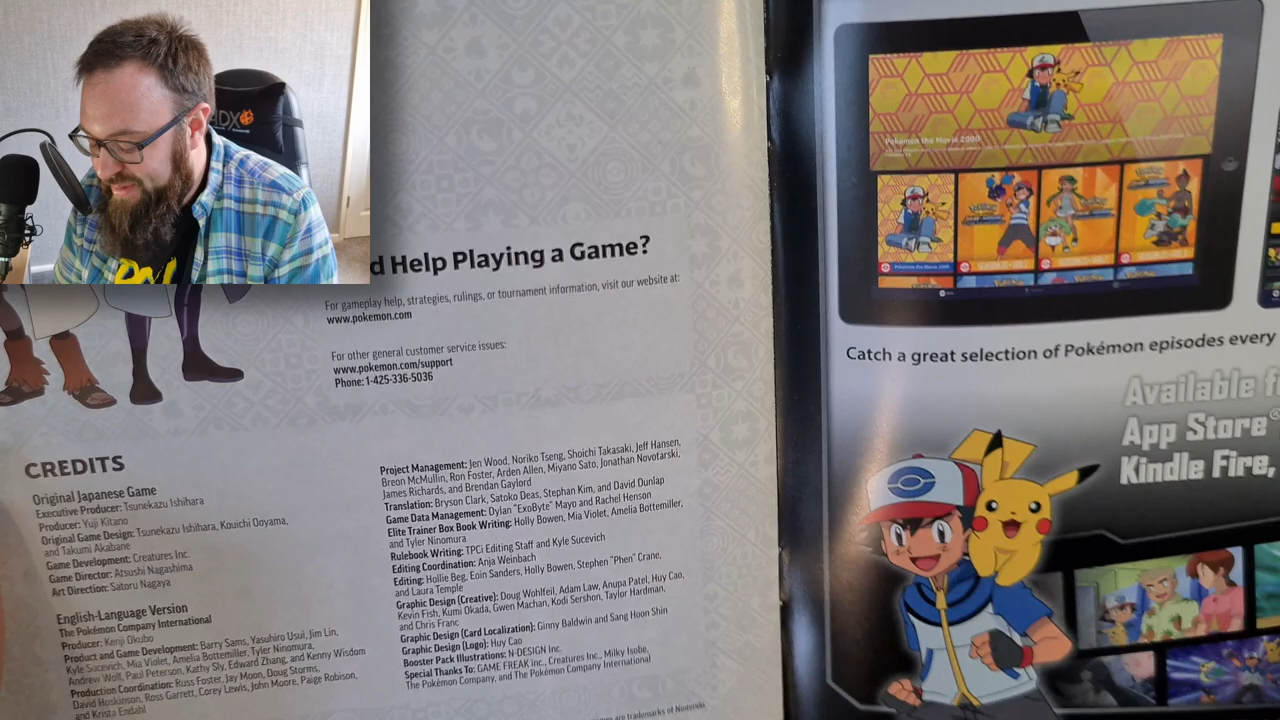 d Help Playing a Game?
For gameplay help, strategies, rulings, or tournament information, visit our website at:
www.pokemon.com
For other general customer service issues:
www.pokemon.com/support
Phone: 1-425-336-5036
CREDITS
Original Japanese Game
Executive Producer: Tsunekazu Ishihara
Producer: Yuji Kitano
Original Game Design: Tsunekazu Ishihara, Kouichi Ooyama,
and Takumi Akabane
Game Development: Creatures Inc.
Game Director: Atsushi Nagashima
Art Direction: Satoru Nagaya
English-Language Version
The Pokémon Company International
Producer: Kenji Okubo
Product and Game Development: Barry Sams, Yasuhiro Usui, Jim Lin,
Kyle Sucevich, Mia Violet, Amelia Bottemiller, Tyler Ninomura,
Andrew Wolf, Paul Peterson, Kathy Sly, Edward Zhang, and Kenny Wisdom
Production Coordination: Russ Foster, Jay Moon, Doug Storms,
David Hoskinson, Ross Garrett, Corey Lewis, John Moore, Paige Robison,
and Krista Endahl
Project Management: Jen Wood, Noriko Tseng, Shoichi Takasaki, Jeff Hansen,
Breon McMullin, Ron Foster, Arden Allen, Miyano Sato, Jonathan Novotarski,
James Richards, and Brendan Gaylord
Translation: Bryson Clark, Satoko Deas, Stephan Kim, and David Dunlap
Game Data Management: Dylan "ExoByte" Mayo and Rachel Henson
Elite Trainer Box Book Writing: Holly Bowen, Mia Violet, Amelia Bottemiller,
and Tyler Ninomura
Rulebook Writing: TPCi Editing Staff and Kyle Sucevich
Editing Coordination: Anja Weinbach
Editing: Hollie Beg, Eoin Sanders, Holly Bowen, Stephen "Phen" Crane,
and Laura Temple
Graphic Design (Creative): Doug Wohlfeil, Adam Law, Anupa Patel, Huy Cao,
Kevin Fish, Kumi Okada, Gwen Machan, Kodi Sershon, Taylor Hardman,
and Chris Franc
Graphic Design (Card Localization): Ginny Baldwin and Sang Hoon Shin
Graphic Design (Logo): Huy Cao
Booster Pack Illustrations: N-DESIGN Inc.
Special Thanks To: GAME FREAK inc., Creatures Inc., Milky Isobe,
The Pokémon Company, and The Pokémon Company International
are trademarks of Nintendo
Pokémon the Movie 2000
Pokémon the Movie 2000
Catch a great selection of Pokémon episodes every
Available f
App Store
Kindle Fire,